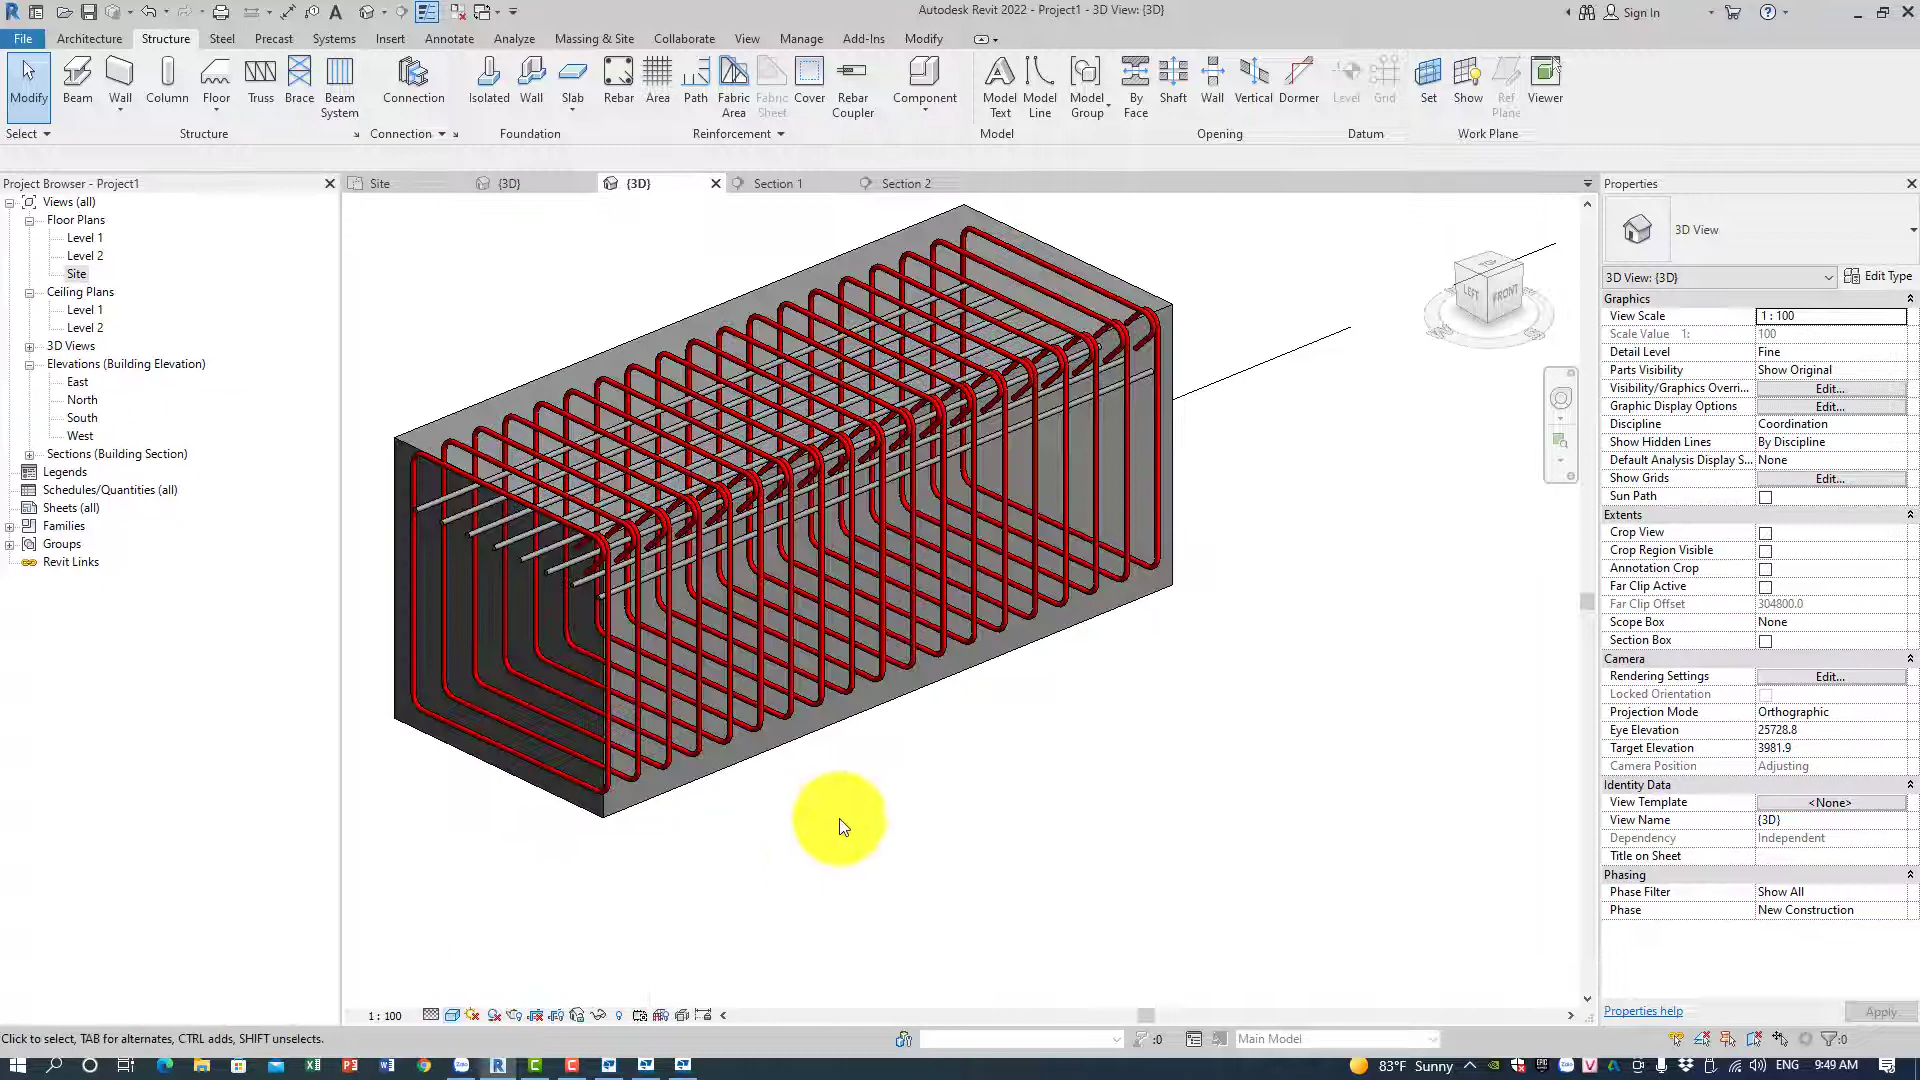 Autodesk Revit 2022 - Project1 - 3D View: {3D}
Sign In
File Architecture Structure Steel Precast Systems Insert Annotate Analyze Massing & Site Collaborate View Manage Add-Ins Modify
Modify Beam Wall Column Floor Truss Brace Beam System Connection Isolated Wall Slab Rebar Area Path Fabric Area Fabric Sheet Cover Rebar Coupler Component Model Text Model Line Model Group By Face Shaft Wall Vertical Dormer Level Grid Set Show Ref Plane Viewer
Select Structure Connection Foundation Reinforcement Model Opening Datum Work Plane
Project Browser - Project1
Views (all)
Floor Plans
Level 1
Level 2
Site
Ceiling Plans
Level 1
Level 2
3D Views
Elevations (Building Elevation)
East
North
South
West
Sections (Building Section)
Legends
Schedules/Quantities (all)
Sheets (all)
Families
Groups
Revit Links
Site {3D} {3D} Section 1 Section 2
LEFT FRONT
Properties
3D View
3D View: {3D} Edit Type
Graphics
View Scale 1 : 100
Scale Value 1: 100
Detail Level Fine
Parts Visibility Show Original
Visibility/Graphics Overri... Edit...
Graphic Display Options Edit...
Discipline Coordination
Show Hidden Lines By Discipline
Default Analysis Display S... None
Show Grids Edit...
Sun Path
Extents
Crop View
Crop Region Visible
Annotation Crop
Far Clip Active
Far Clip Offset 304800.0
Scope Box None
Section Box
Camera
Rendering Settings Edit...
Locked Orientation
Projection Mode Orthographic
Eye Elevation 25728.8
Target Elevation 3981.9
Camera Position Adjusting
Identity Data
View Template <None>
View Name {3D}
Dependency Independent
Title on Sheet
Phasing
Phase Filter Show All
Phase New Construction
Properties help Apply
1 : 100
Click to select, TAB for alternates, CTRL adds, SHIFT unselects.
:0 Main Model :0
83°F Sunny ENG 9:49 AM